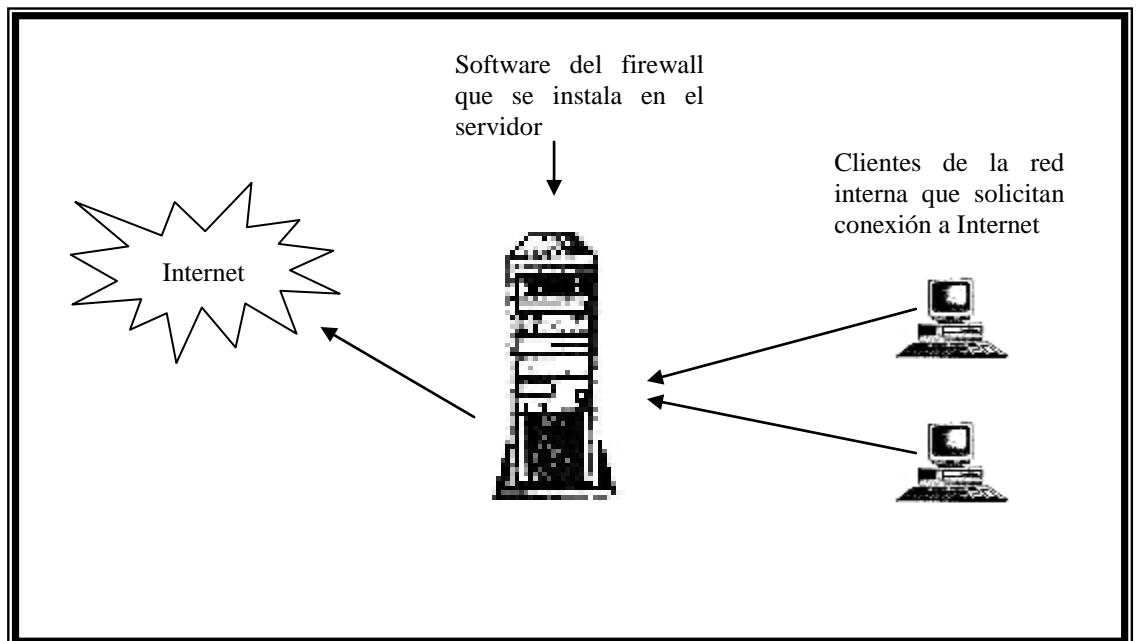 Software del firewall
que se instala en el
servidor
Clientes de la red
interna que solicitan
conexión a Internet
Internet